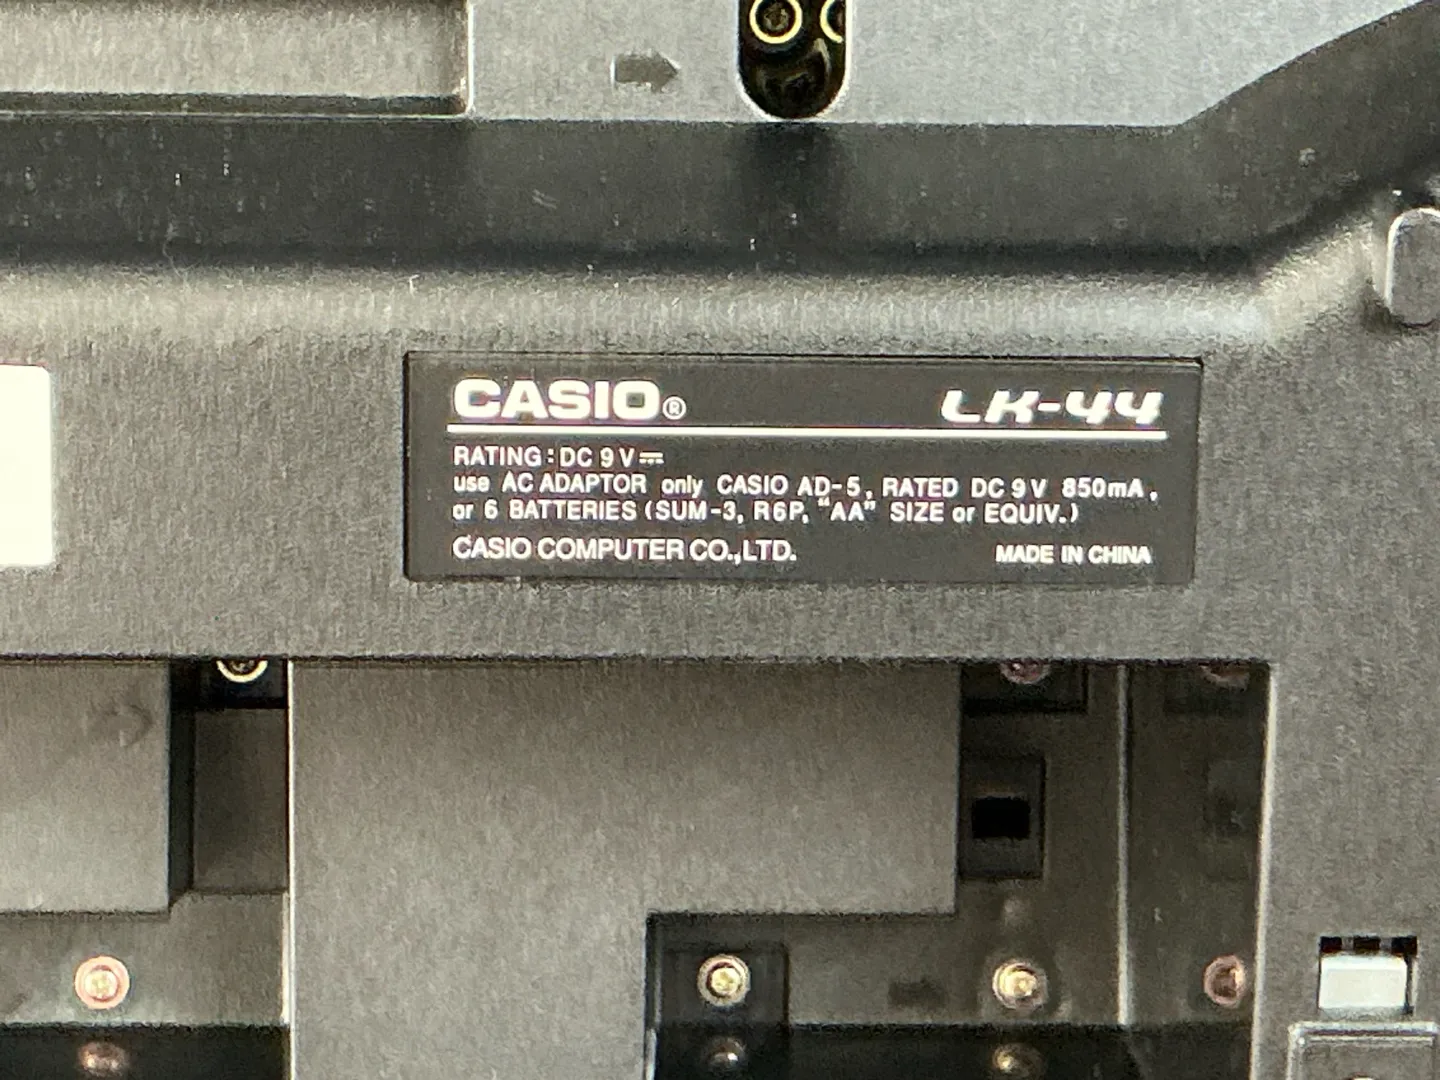 CASIO® LK-44
RATING : DC 9 V ⎓
use AC ADAPTOR only CASIO AD-5, RATED DC 9 V 850mA,
or 6 BATTERIES (SUM-3, R6P, "AA" SIZE or EQUIV.)
CASIO COMPUTER CO.,LTD. MADE IN CHINA